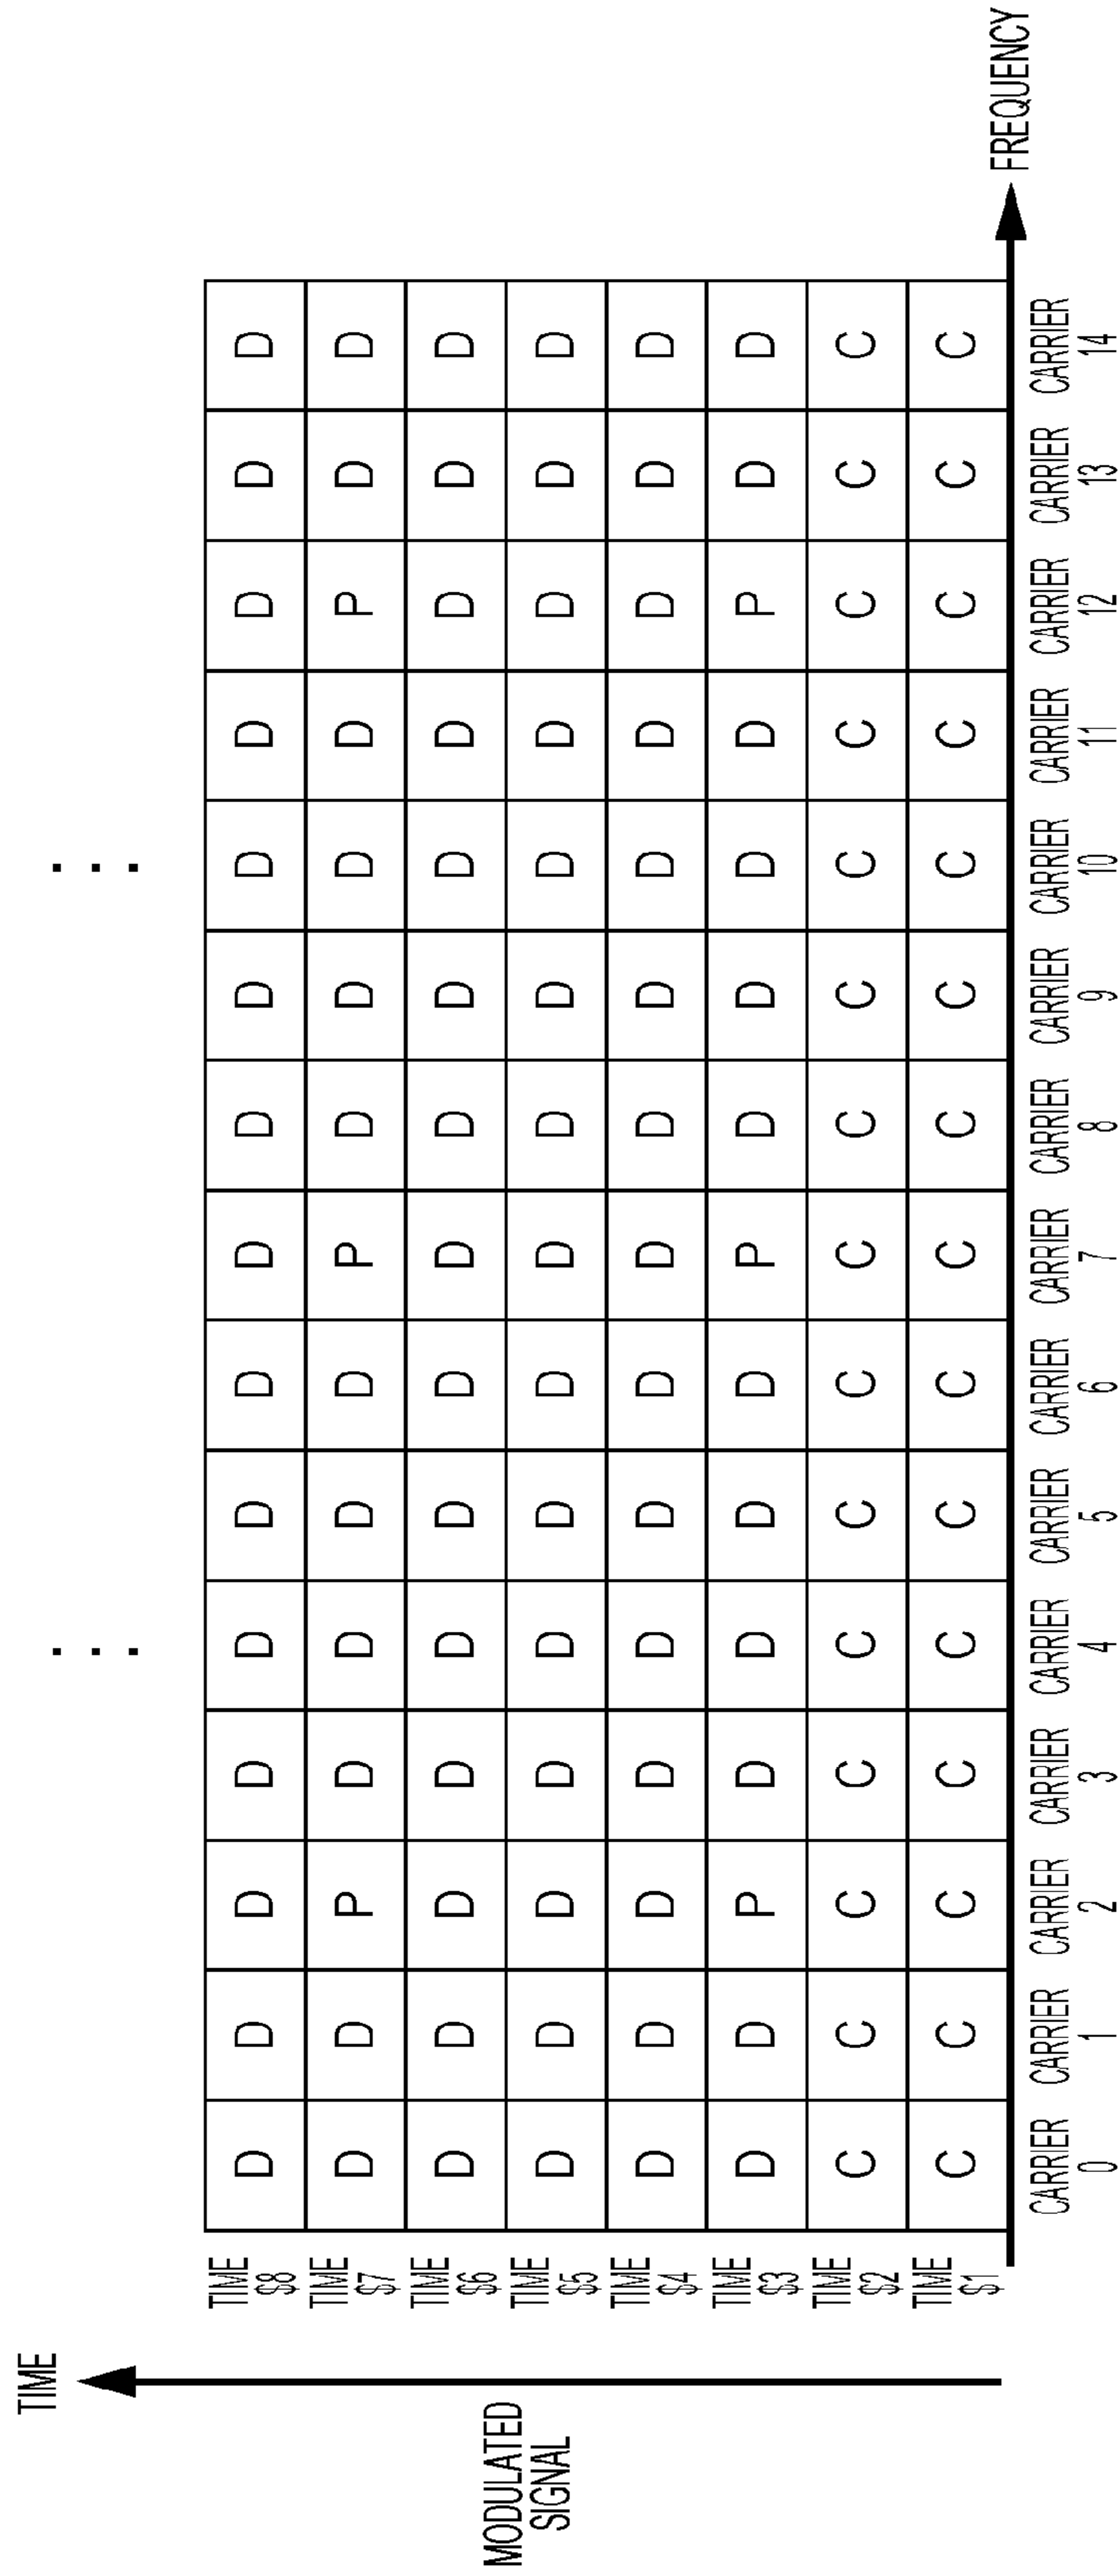 TIME
MODULATED
SIGNAL
TIME
$8
D D D D D D D D D D D D D D D
TIME
$7
D D P D D D D P D D D D P D D
TIME
$6
D D D D D D D D D D D D D D D
TIME
$5
D D D D D D D D D D D D D D D
TIME
$4
D D D D D D D D D D D D D D D
TIME
$3
D D P D D D D P D D D D P D D
TIME
$2
C C C C C C C C C C C C C C C
TIME
$1
C C C C C C C C C C C C C C C
FREQUENCY
CARRIER
0
CARRIER
1
CARRIER
2
CARRIER
3
CARRIER
4
CARRIER
5
CARRIER
6
CARRIER
7
CARRIER
8
CARRIER
9
CARRIER
10
CARRIER
11
CARRIER
12
CARRIER
13
CARRIER
14